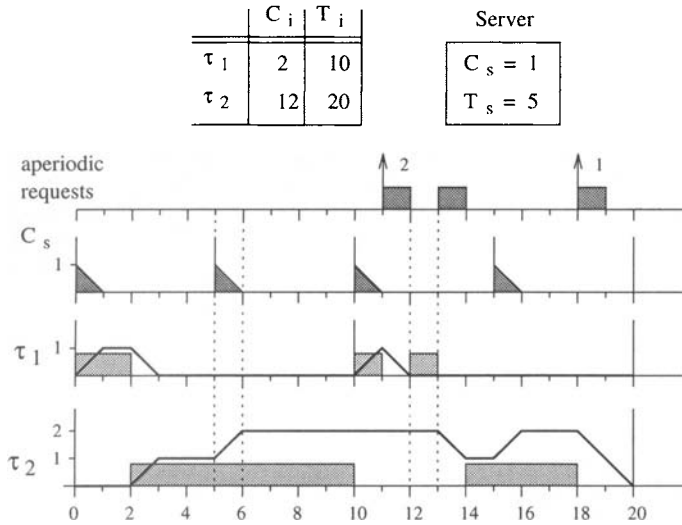 C i T i
τ 1 2 10
τ 2 12 20
Server
C s = 1
T s = 5
aperiodic
requests
2
1
C s
1
τ 1
1
τ 2
2
1
0 2 4 6 8 10 12 14 16 18 20